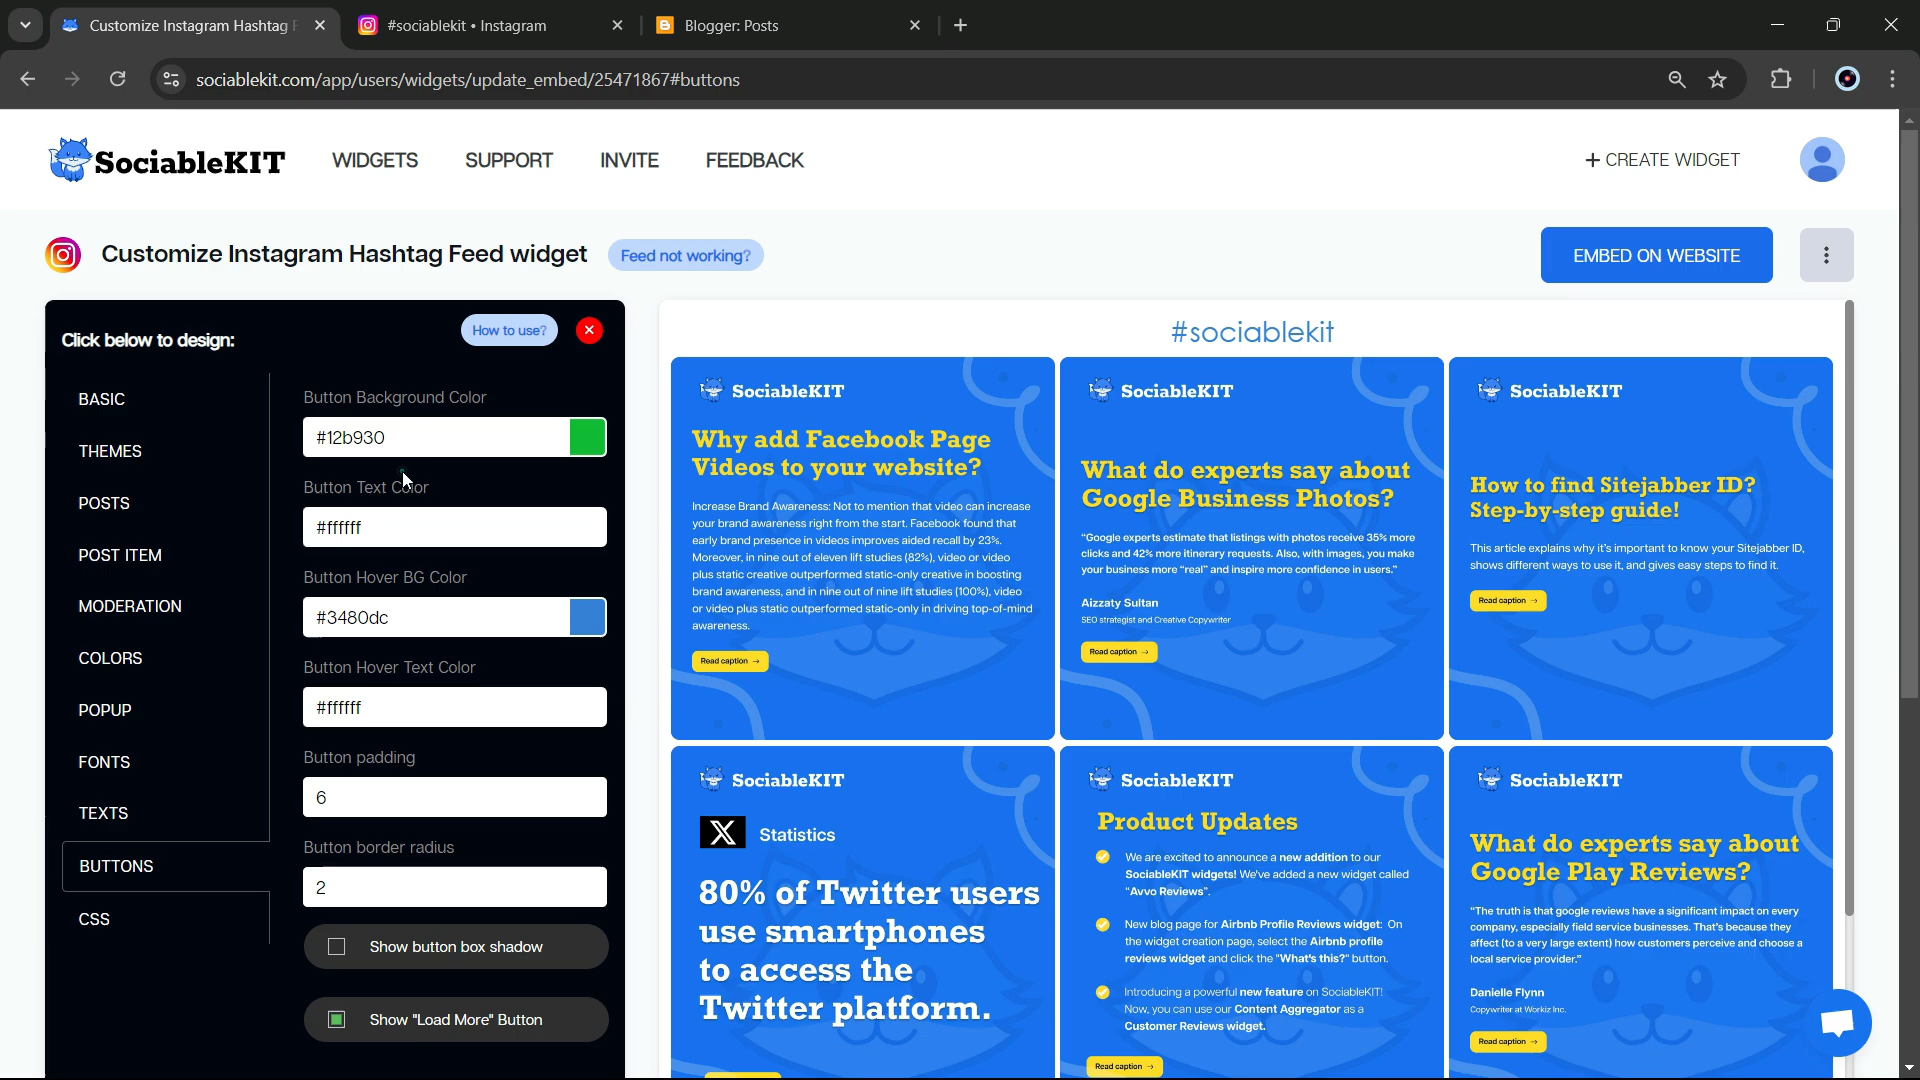 Customize Instagram Hashtag F
#sociablekit • Instagram
Blogger: Posts
sociablekit.com/app/users/widgets/update_embed/25471867#buttons
SociableKIT
WIDGETS
SUPPORT
INVITE
FEEDBACK
+ CREATE WIDGET
Customize Instagram Hashtag Feed widget
Feed not working?
EMBED ON WEBSITE
Click below to design:
How to use?
BASIC
THEMES
POSTS
POST ITEM
MODERATION
COLORS
POPUP
FONTS
TEXTS
BUTTONS
CSS
Button Background Color
#12b930
Button Text Color
#ffffff
Button Hover BG Color
#3480dc
Button Hover Text Color
#ffffff
Button padding
6
Button border radius
2
Show button box shadow
Show "Load More" Button
#sociablekit
SociableKIT
Why add Facebook Page
Videos to your website?
Increase Brand Awareness: Not to mention that video can increase
your brand awareness right from the start. Facebook found that
early brand presence in videos improves aided recall by 23%.
Moreover, in nine out of eleven lift studies (82%), video or video
plus static creative outperformed static-only creative in boosting
brand awareness, and in nine out of nine lift studies (100%), video
or video plus static outperformed static-only in driving top-of-mind
awareness.
Read caption →
SociableKIT
What do experts say about
Google Business Photos?
"Google experts estimate that listings with photos receive 35% more
clicks and 42% more itinerary requests. Also, with images, you make
your business more "real" and inspire more confidence in users."
Aizzaty Sultan
SEO strategist and Creative Copywriter
Read caption →
SociableKIT
How to find Sitejabber ID?
Step-by-step guide!
This article explains why it's important to know your Sitejabber ID,
shows different ways to use it, and gives easy steps to find it.
Read caption →
SociableKIT
X Statistics
80% of Twitter users
use smartphones
to access the
Twitter platform.
SociableKIT
Product Updates
We are excited to announce a new addition to our
SociableKIT widgets! We've added a new widget called
"Avvo Reviews".
New blog page for Airbnb Profile Reviews widget: On
the widget creation page, select the Airbnb profile
reviews widget and click the "What's this?" button.
Introducing a powerful new feature on SociableKIT!
Now, you can use our Content Aggregator as a
Customer Reviews widget.
Read caption →
SociableKIT
What do experts say about
Google Play Reviews?
"The truth is that google reviews have a significant impact on every
company, especially field service businesses. That's because they
affect (to a very large extent) how customers perceive and choose a
local service provider."
Danielle Flynn
Copywriter at Workiz Inc.
Read caption →